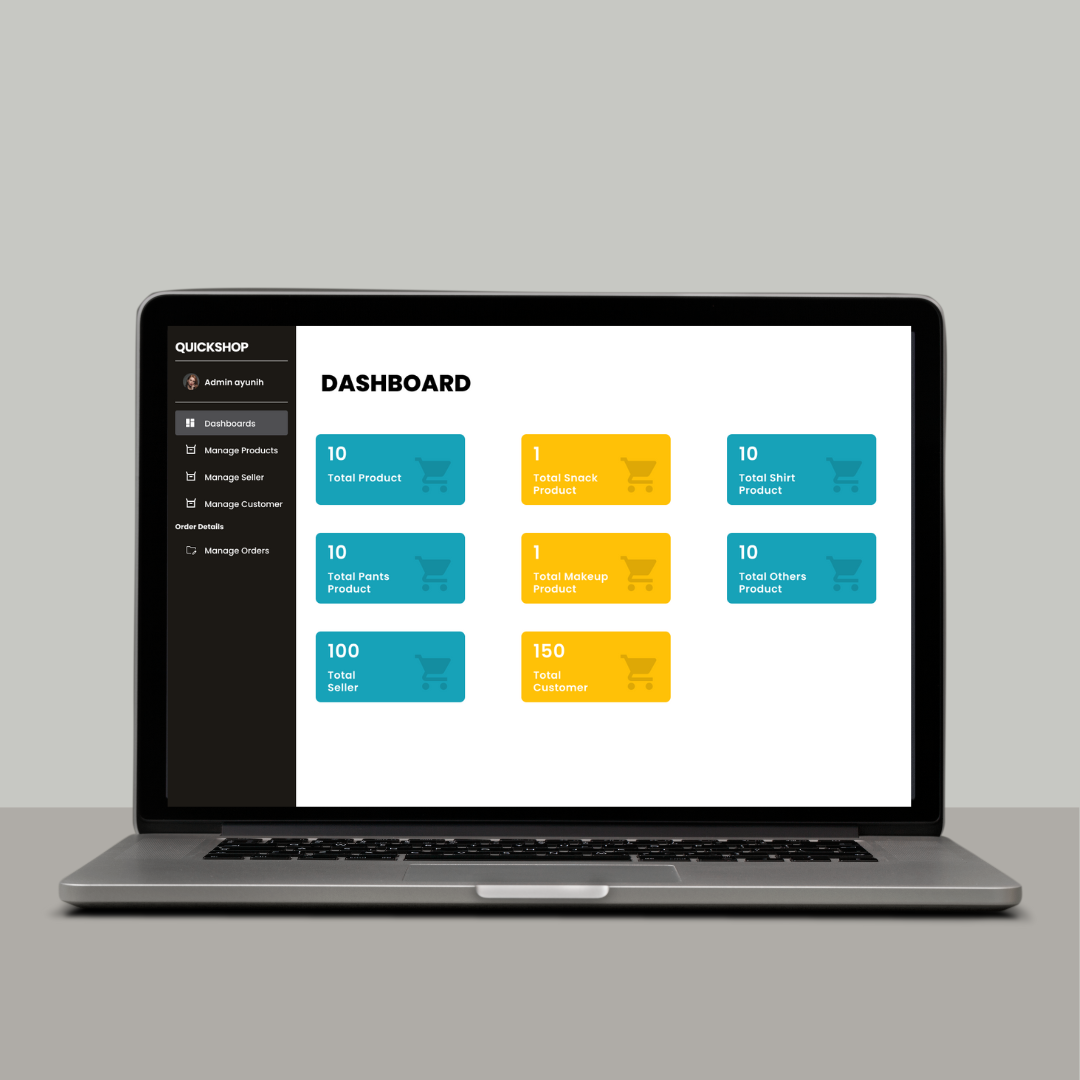 QUICKSHOP
Admin ayunih
Dashboards
Manage Products
Manage Seller
Manage Customer
Order Details
Manage Orders
DASHBOARD
10
Total Product
1
Total Snack
Product
10
Total Shirt
Product
10
Total Pants
Product
1
Total Makeup
Product
10
Total Others
Product
100
Total
Seller
150
Total
Customer